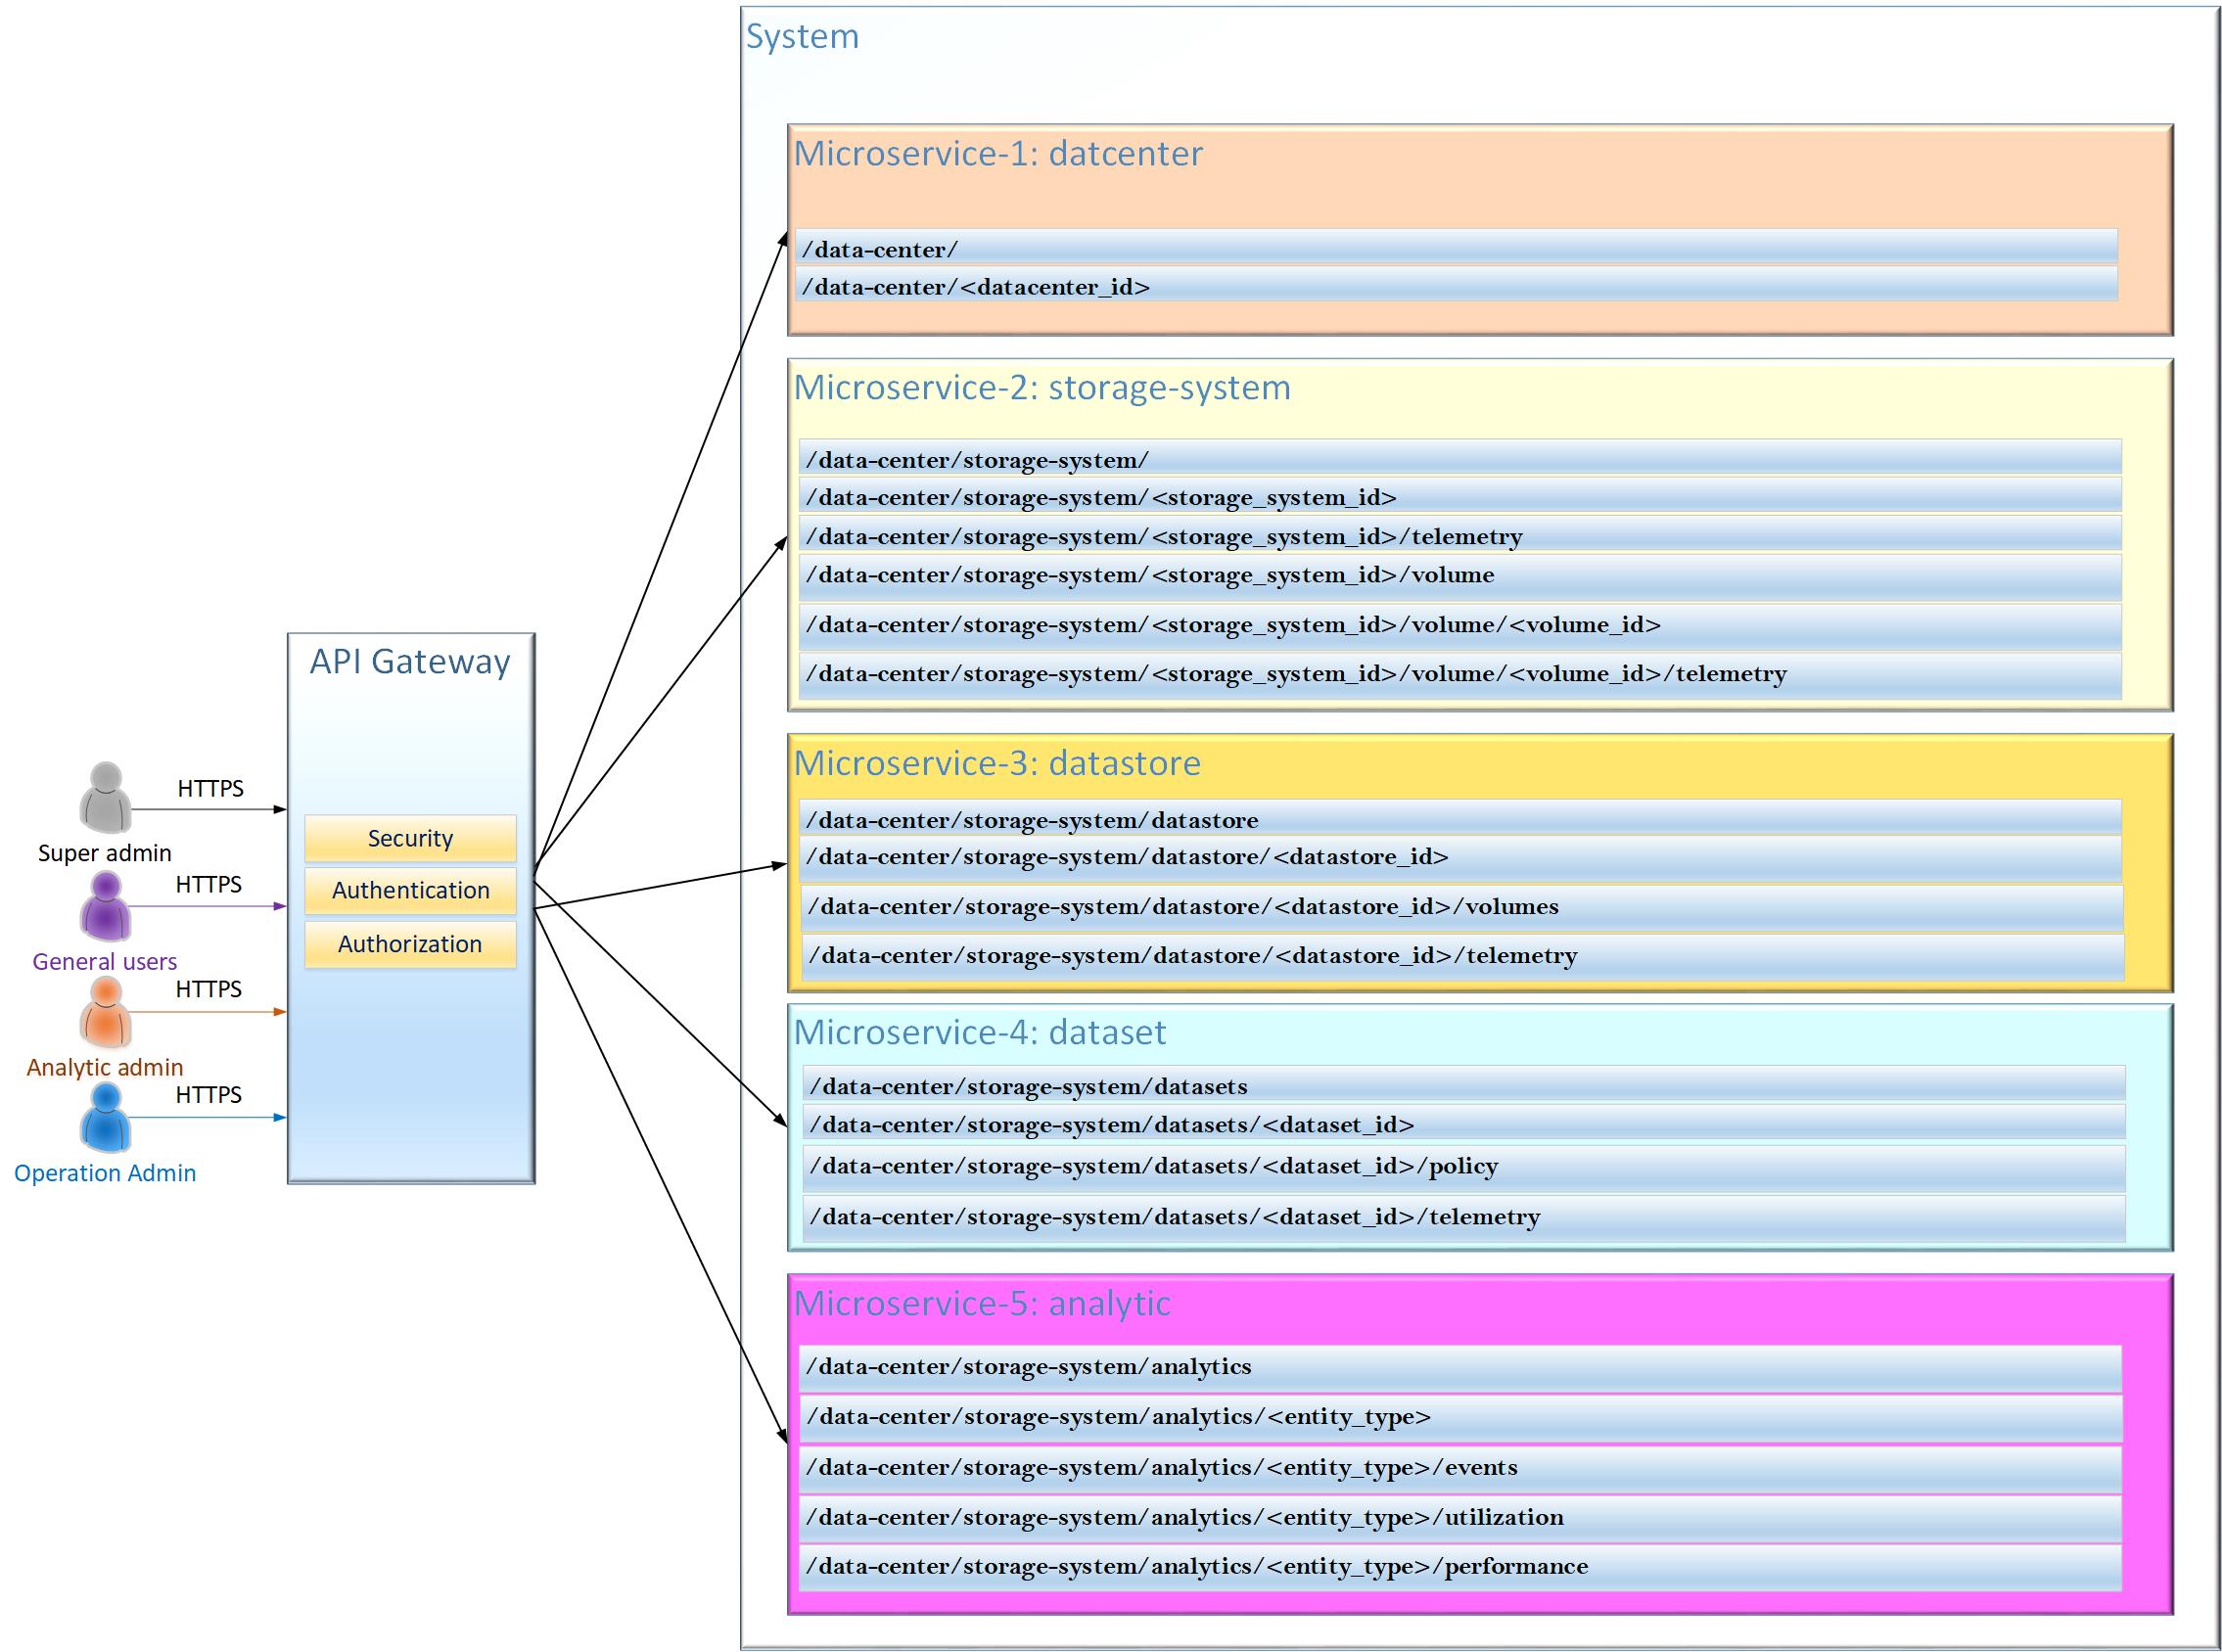 System
Microservice-1: datcenter
/data-center/
/data-center/<datacenter_id>
Microservice-2: storage-system
/data-center/storage-system/
/data-center/storage-system/<storage_system_id>
/data-center/storage-system/<storage_system_id>/telemetry
/data-center/storage-system/<storage_system_id>/volume
/data-center/storage-system/<storage_system_id>/volume/<volume_id>
/data-center/storage-system/<storage_system_id>/volume/<volume_id>/telemetry
API Gateway
Security
Authentication
Authorization
HTTPS
Super admin
HTTPS
General users
HTTPS
Analytic admin
HTTPS
Operation Admin
Microservice-3: datastore
/data-center/storage-system/datastore
/data-center/storage-system/datastore/<datastore_id>
/data-center/storage-system/datastore/<datastore_id>/volumes
/data-center/storage-system/datastore/<datastore_id>/telemetry
Microservice-4: dataset
/data-center/storage-system/datasets
/data-center/storage-system/datasets/<dataset_id>
/data-center/storage-system/datasets/<dataset_id>/policy
/data-center/storage-system/datasets/<dataset_id>/telemetry
Microservice-5: analytic
/data-center/storage-system/analytics
/data-center/storage-system/analytics/<entity_type>
/data-center/storage-system/analytics/<entity_type>/events
/data-center/storage-system/analytics/<entity_type>/utilization
/data-center/storage-system/analytics/<entity_type>/performance